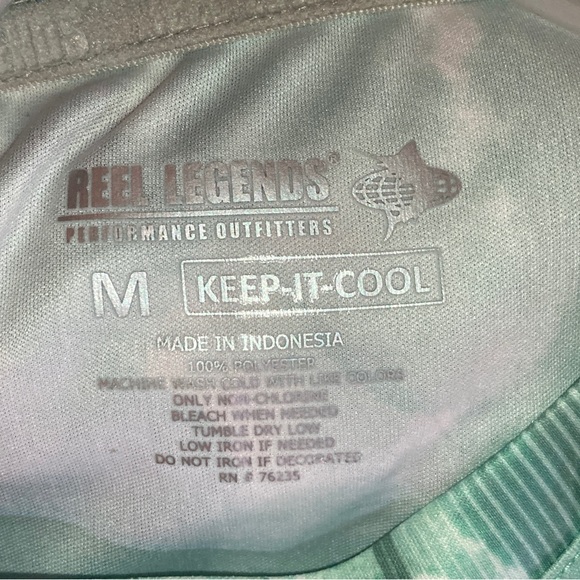 REEL LEGENDS®
PERFORMANCE OUTFITTERS
M KEEP-IT-COOL
MADE IN INDONESIA
100% POLYESTER
MACHINE WASH COLD WITH LIKE COLORS
ONLY NON-CHLORINE
BLEACH WHEN NEEDED
TUMBLE DRY LOW
LOW IRON IF NEEDED
DO NOT IRON IF DECORATED
RN # 76235